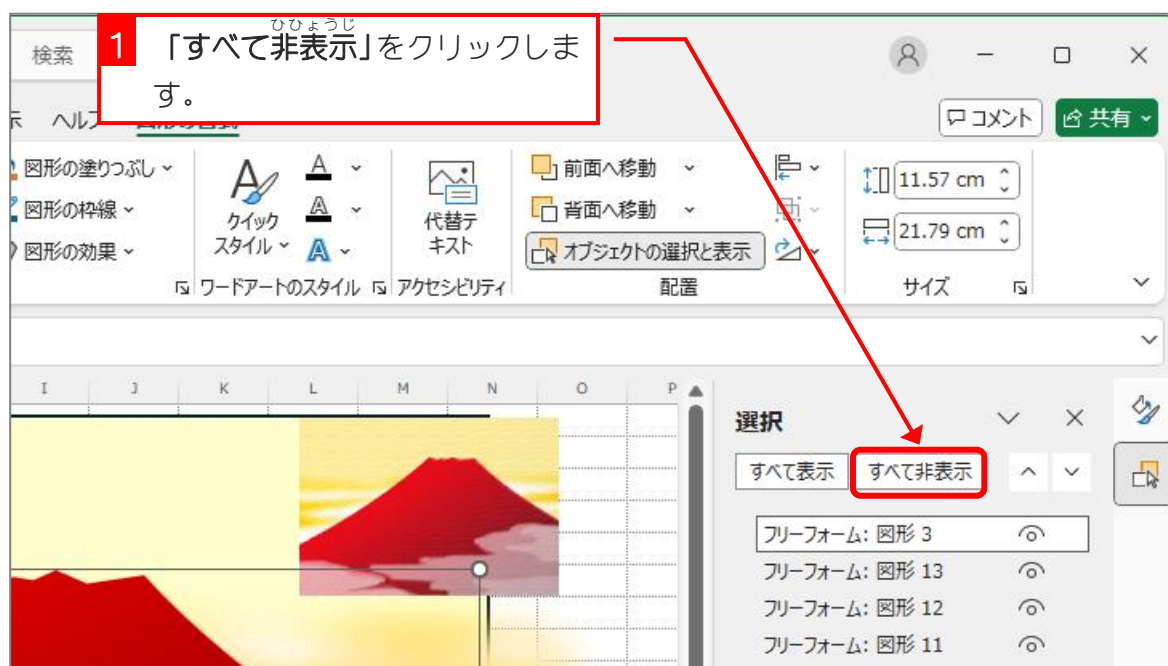 ひひょうじ
1 「すべて非表示」をクリックしま
す。
検索
示 ヘルプ 図形の書式
コメント 共有
図形の塗りつぶし
図形の枠線
図形の効果
クイック
スタイル
A
A
A
ワードアートのスタイル
代替テ
キスト
アクセシビリティ
前面へ移動
背面へ移動
オブジェクトの選択と表示
配置
11.57 cm
21.79 cm
サイズ
I J K L M N O P
選択
すべて表示 すべて非表示
フリーフォーム: 図形 3
フリーフォーム: 図形 13
フリーフォーム: 図形 12
フリーフォーム: 図形 11